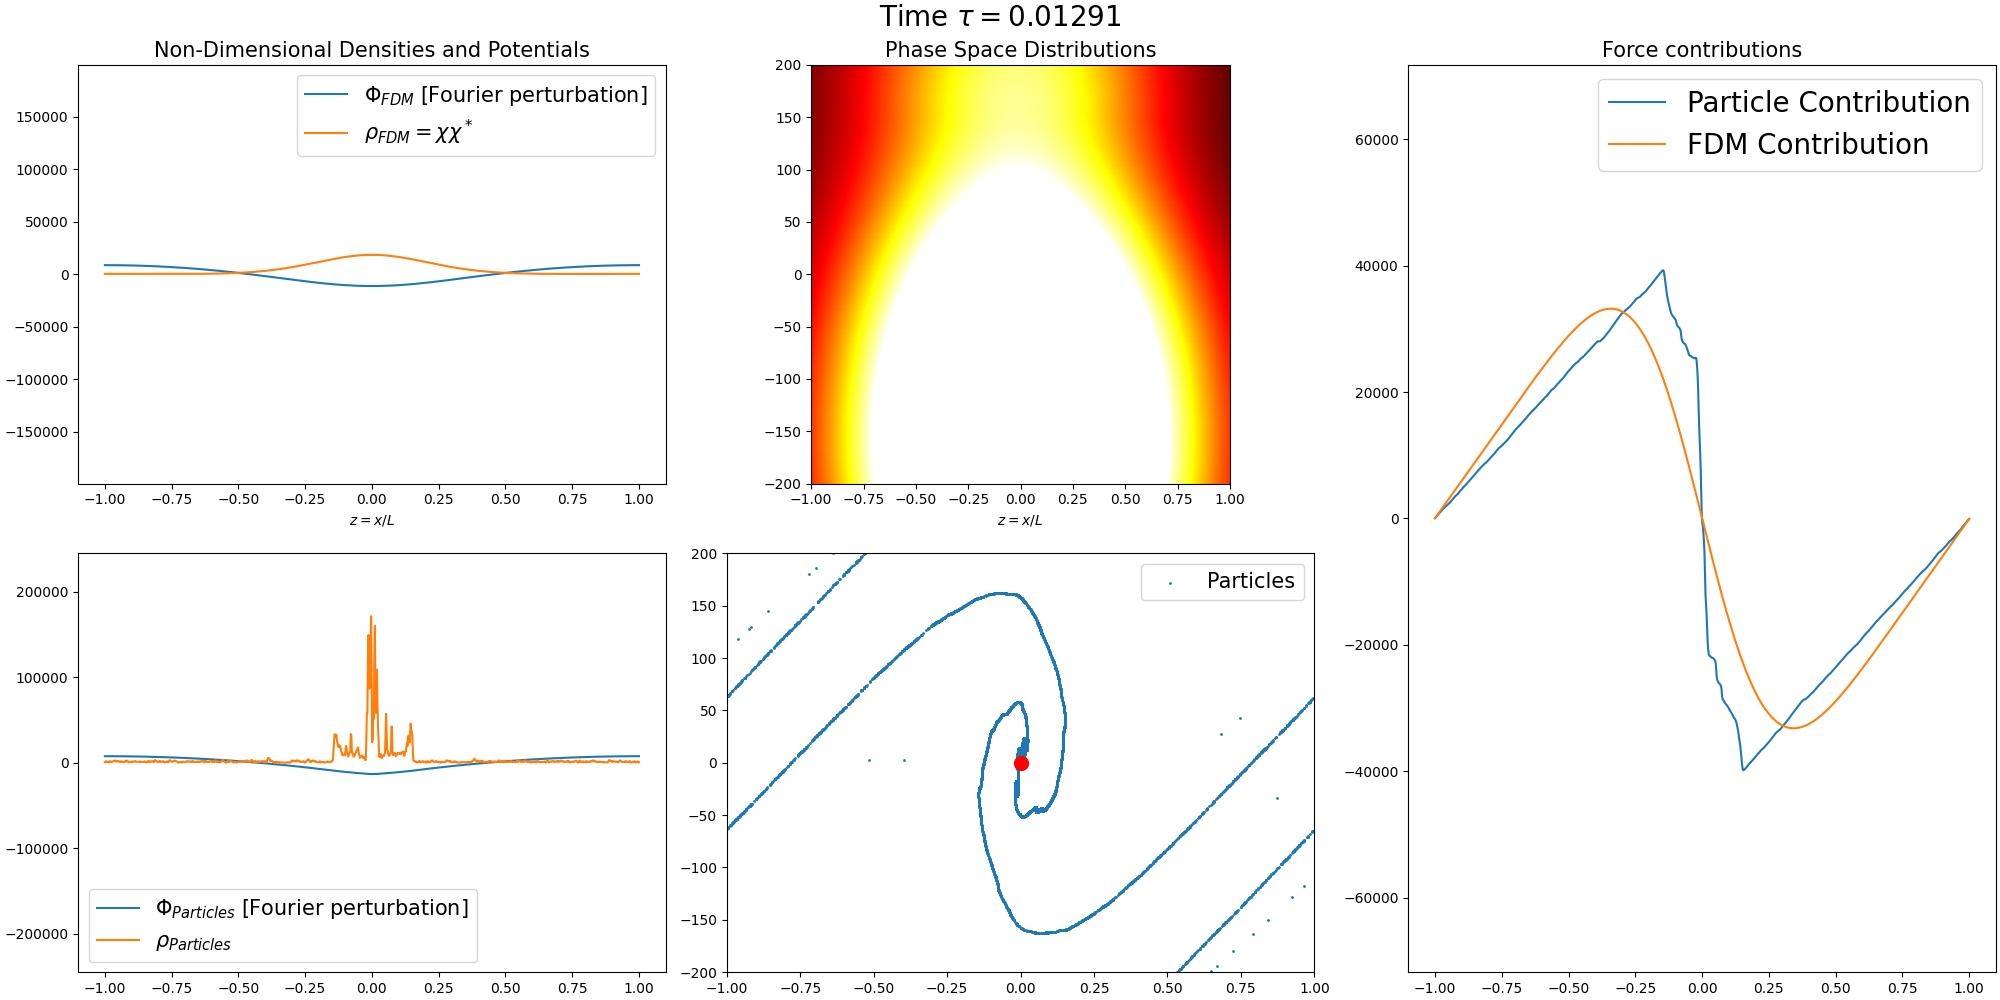 Time τ = 0.01291
Non-Dimensional Densities and Potentials
Φ_FDM [Fourier perturbation]
ρ_FDM = χχ*
150000
100000
50000
0
−50000
−100000
−150000
−1.00 −0.75 −0.50 −0.25 0.00 0.25 0.50 0.75 1.00
z = x/L
Phase Space Distributions
200
150
100
50
0
−50
−100
−150
−200
−1.00 −0.75 −0.50 −0.25 0.00 0.25 0.50 0.75 1.00
z = x/L
Force contributions
Particle Contribution
FDM Contribution
60000
40000
20000
0
−20000
−40000
−60000
−1.00 −0.75 −0.50 −0.25 0.00 0.25 0.50 0.75 1.00
200000
100000
0
−100000
−200000
Φ_Particles [Fourier perturbation]
ρ_Particles
−1.00 −0.75 −0.50 −0.25 0.00 0.25 0.50 0.75 1.00
Particles
200
150
100
50
0
−50
−100
−150
−200
−1.00 −0.75 −0.50 −0.25 0.00 0.25 0.50 0.75 1.00